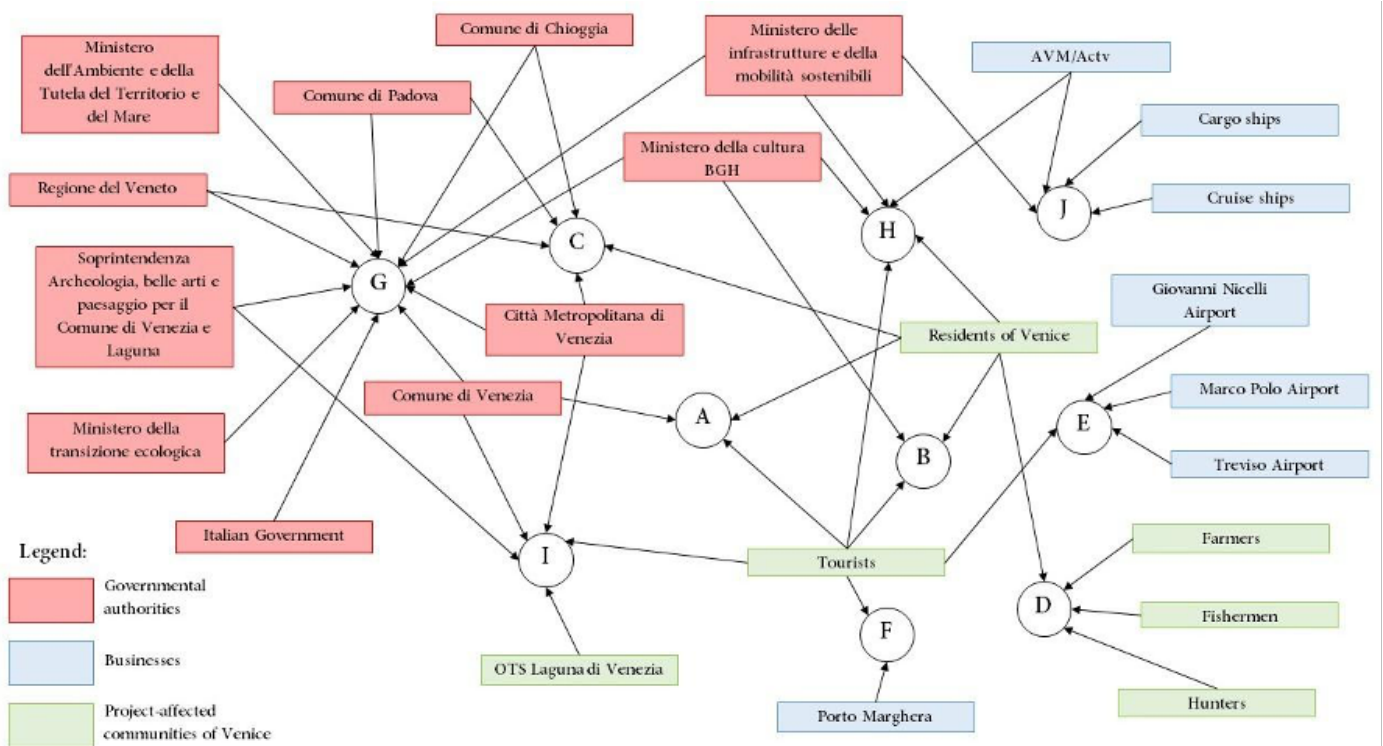 Comune di Chioggia
Ministero
dell'Ambiente e della
Tutela del Territorio e
del Mare
Ministero delle
infrastrutture e della
mobilità sostenibili
AVM/Actv
Comune di Padova
Cargo ships
Ministero della cultura
BGH
Regione del Veneto
Cruise ships
J
H
C
Soprintendenza
Archeologia, belle arti e
paesaggio per il
Comune di Venezia e
Laguna
G
Giovanni Nicelli
Airport
Città Metropolitana di
Venezia
Residents of Venice
Marco Polo Airport
Comune di Venezia
A
E
Ministero della
transizione ecologica
B
Treviso Airport
Italian Government
Farmers
Legend:
I
Tourists
Governmental
authorities
D
Fishermen
F
Businesses
OTS Laguna di Venezia
Hunters
Porto Marghera
Project-affected
communities of Venice